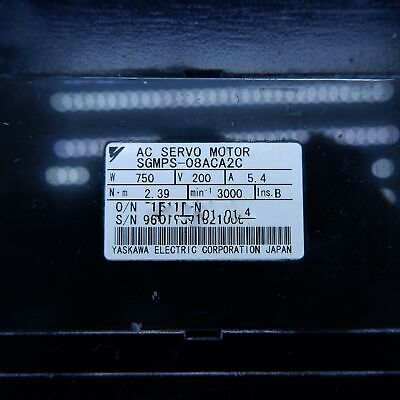 AC SERVO MOTOR
SGMPS-08ACA2C
W 750 V 200 A 5.4
N·m 2.39 min⁻¹ 3000 Ins. B
O/N
S/N
YASKAWA ELECTRIC CORPORATION JAPAN